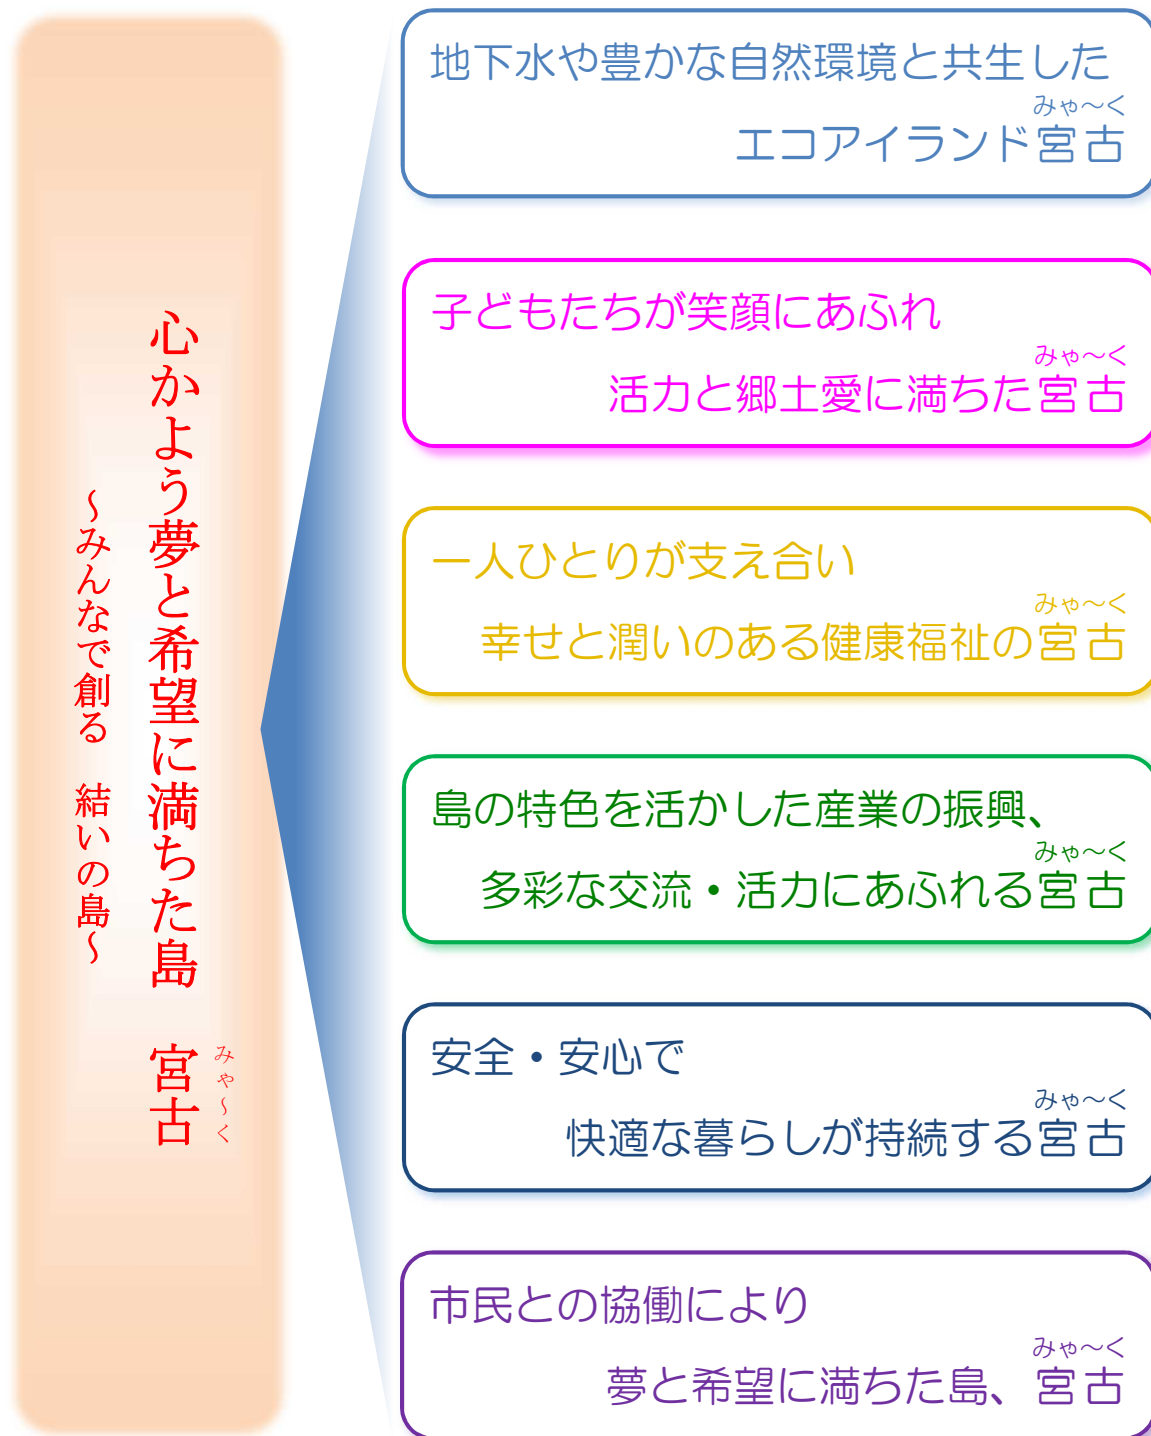 心かよう夢と希望に満ちた島　宮古
みゃ～く
～みんなで創る　結いの島～
地下水や豊かな自然環境と共生した
みゃ～く
エコアイランド宮古
子どもたちが笑顔にあふれ
みゃ～く
活力と郷土愛に満ちた宮古
一人ひとりが支え合い
みゃ～く
幸せと潤いのある健康福祉の宮古
島の特色を活かした産業の振興、
みゃ～く
多彩な交流・活力にあふれる宮古
安全・安心で
みゃ～く
快適な暮らしが持続する宮古
市民との協働により
みゃ～く
夢と希望に満ちた島、宮古